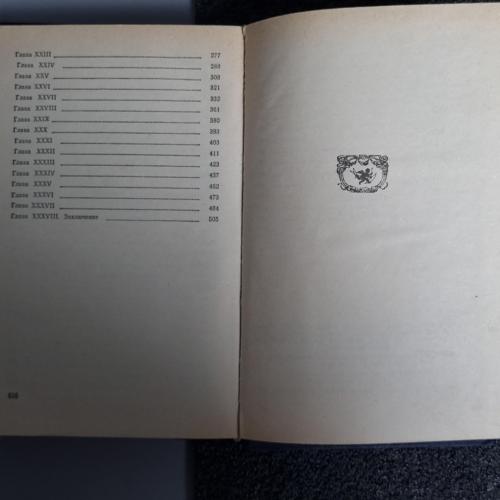 Глава XXIII 277
Глава XXIV 288
Глава XXV 308
Глава XXVI 321
Глава XXVII 332
Глава XXVIII 361
Глава XXIX 380
Глава XXX 393
Глава XXXI 403
Глава XXXII 411
Глава XXXIII 423
Глава XXXIV 437
Глава XXXV 452
Глава XXXVI 473
Глава XXXVII 484
Глава XXXVIII. Заключение 505